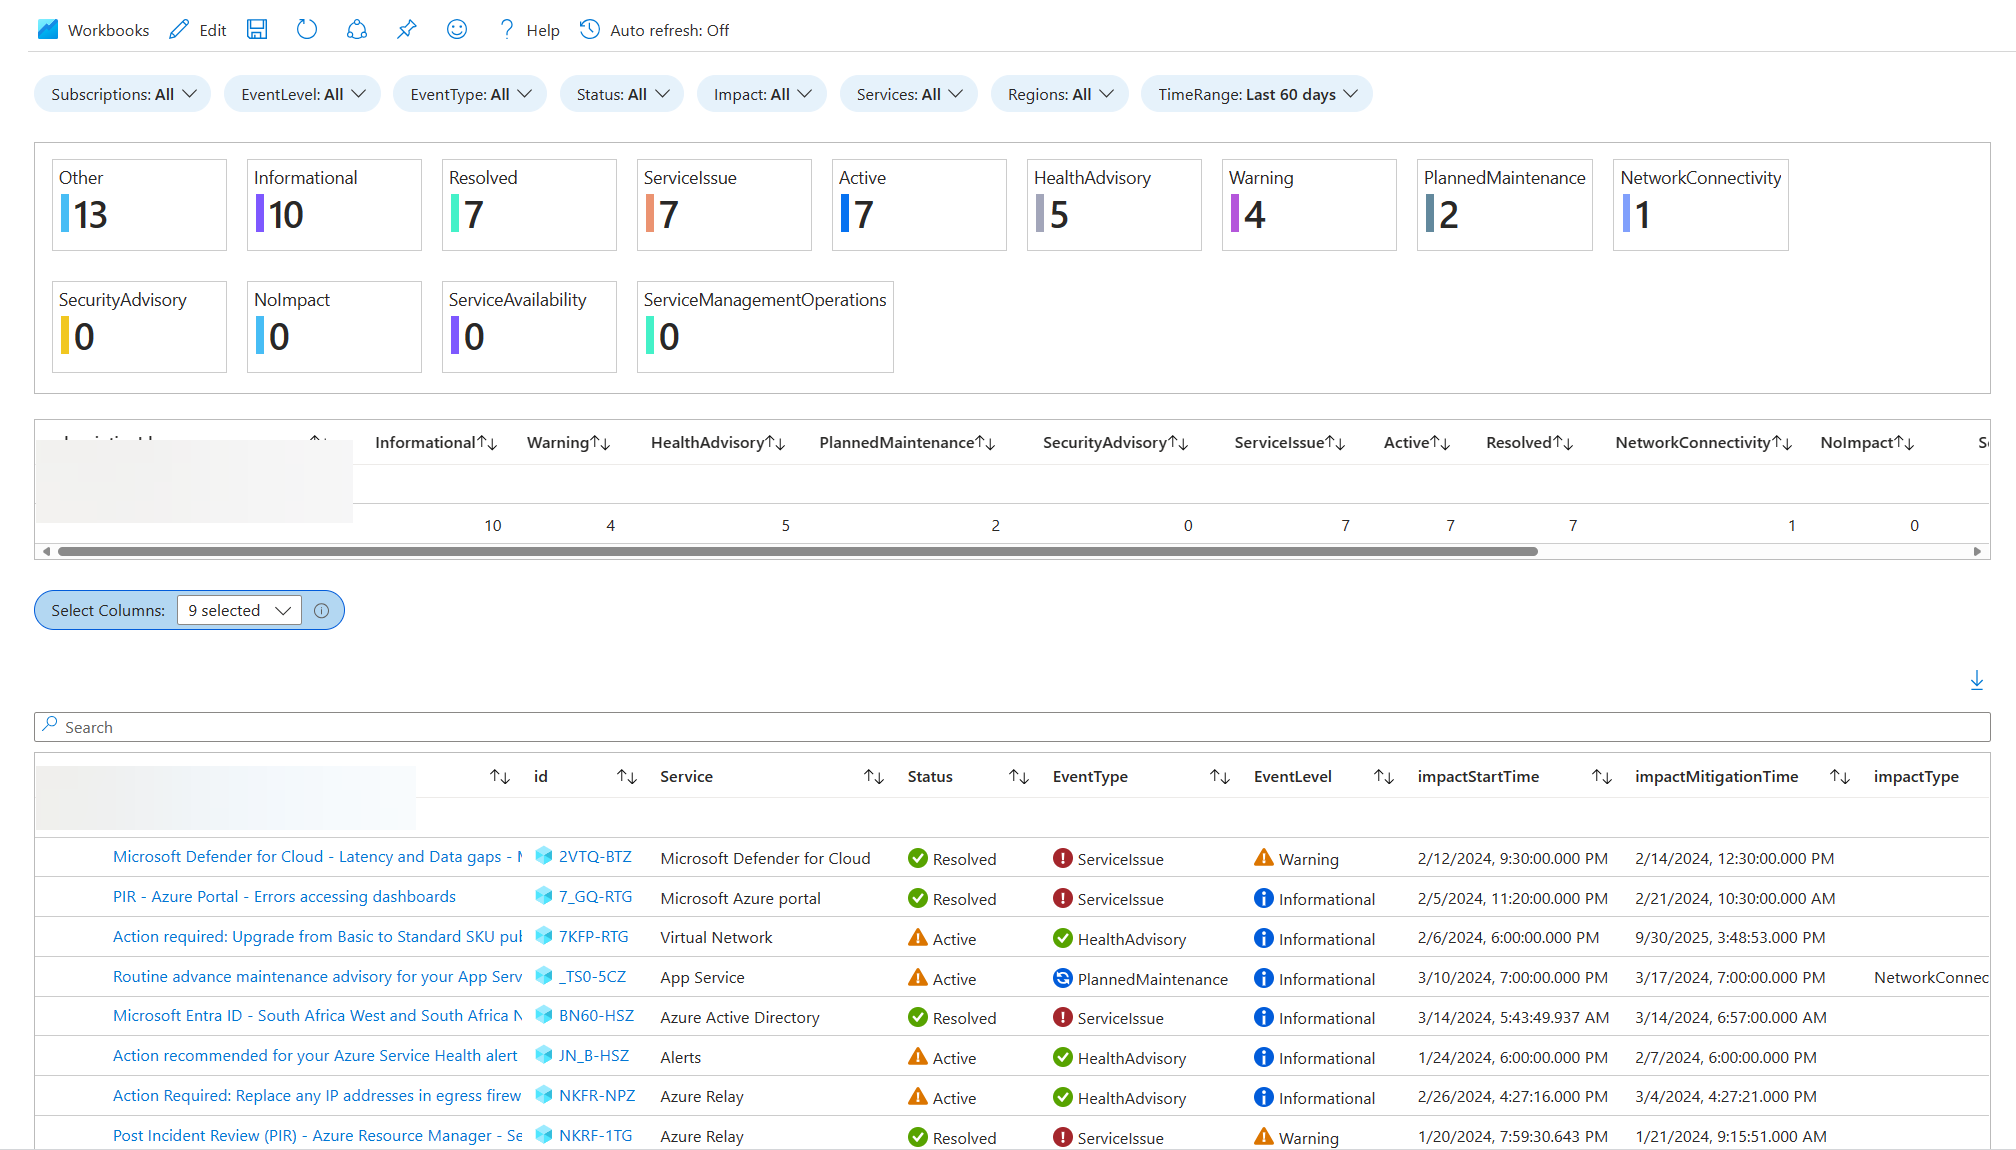 Workbooks Edit Help Auto refresh: Off
Subscriptions: All EventLevel: All EventType: All Status: All Impact: All Services: All Regions: All TimeRange: Last 60 days
Other Informational Resolved ServiceIssue Active HealthAdvisory Warning PlannedMaintenance NetworkConnectivity
13 10 7 7 7 5 4 2 1
SecurityAdvisory NoImpact ServiceAvailability ServiceManagementOperations
0 0 0 0
Informational Warning HealthAdvisory PlannedMaintenance SecurityAdvisory ServiceIssue Active Resolved NetworkConnectivity NoImpact
10 4 5 2 0 7 7 7 1 0
Select Columns: 9 selected
Search
id Service Status EventType EventLevel impactStartTime impactMitigationTime impactType
Microsoft Defender for Cloud - Latency and Data gaps - 2VTQ-BTZ Microsoft Defender for Cloud Resolved ServiceIssue Warning 2/12/2024, 9:30:00.000 PM 2/14/2024, 12:30:00.000 PM
PIR - Azure Portal - Errors accessing dashboards 7_GQ-RTG Microsoft Azure portal Resolved ServiceIssue Informational 2/5/2024, 11:20:00.000 PM 2/21/2024, 10:30:00.000 AM
Action required: Upgrade from Basic to Standard SKU pub 7KFP-RTG Virtual Network Active HealthAdvisory Informational 2/6/2024, 6:00:00.000 PM 9/30/2025, 3:48:53.000 PM
Routine advance maintenance advisory for your App Serv _TS0-5CZ App Service Active PlannedMaintenance Informational 3/10/2024, 7:00:00.000 PM 3/17/2024, 7:00:00.000 PM NetworkConnec
Microsoft Entra ID - South Africa West and South Africa N BN60-HSZ Azure Active Directory Resolved ServiceIssue Informational 3/14/2024, 5:43:49.937 AM 3/14/2024, 6:57:00.000 AM
Action recommended for your Azure Service Health alert JN_B-HSZ Alerts Active HealthAdvisory Informational 1/24/2024, 6:00:00.000 PM 2/7/2024, 6:00:00.000 PM
Action Required: Replace any IP addresses in egress firew NKFR-NPZ Azure Relay Active HealthAdvisory Informational 2/26/2024, 4:27:16.000 PM 3/4/2024, 4:27:21.000 PM
Post Incident Review (PIR) - Azure Resource Manager - Se NKRF-1TG Azure Relay Resolved ServiceIssue Warning 1/20/2024, 7:59:30.643 PM 1/21/2024, 9:15:51.000 AM